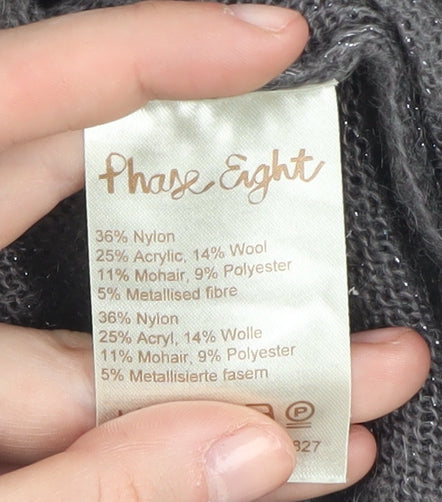 Phase Eight
36% Nylon
25% Acrylic, 14% Wool
11% Mohair, 9% Polyester
5% Metallised fibre
36% Nylon
25% Acryl, 14% Wolle
11% Mohair, 9% Polyester
5% Metallisierte fasern
P
827